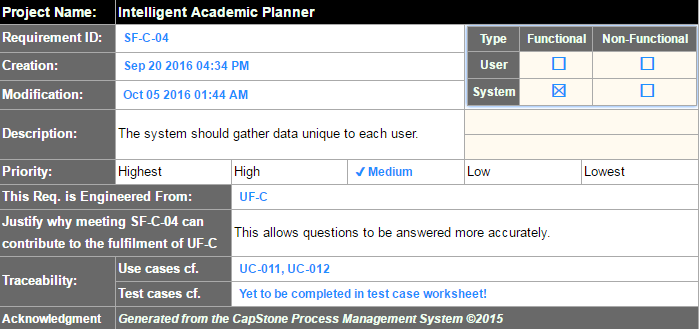 Project Name: Intelligent Academic Planner
Requirement ID: SF-C-04
Type Functional Non-Functional
Creation: Sep 20 2016 04:34 PM
User
Modification: Oct 05 2016 01:44 AM
System
Description: The system should gather data unique to each user.
Priority: Highest High Medium Low Lowest
This Req. is Engineered From: UF-C
Justify why meeting SF-C-04 can
contribute to the fulfilment of UF-C
This allows questions to be answered more accurately.
Traceability:
Use cases cf. UC-011, UC-012
Test cases cf. Yet to be completed in test case worksheet!
Acknowledgment Generated from the CapStone Process Management System ©2015